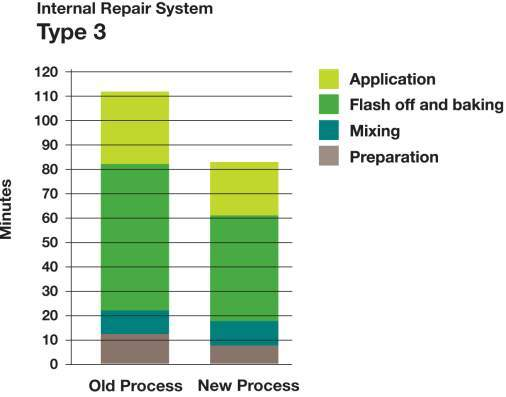 Internal Repair System
Type 3
Minutes
120
110
100
90
80
70
60
50
40
30
20
10
0
Old Process
New Process
Application
Flash off and baking
Mixing
Preparation